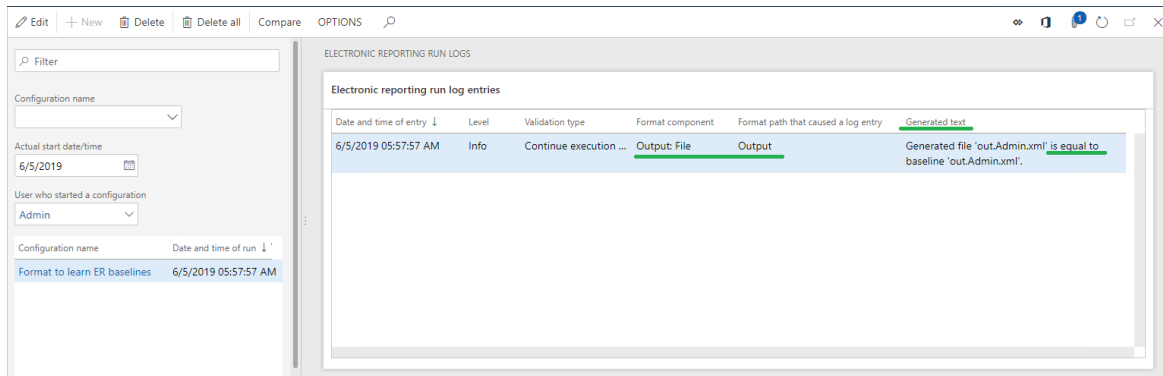 Edit + New Delete Delete all Compare OPTIONS 1
Filter
Configuration name
Actual start date/time
6/5/2019
User who started a configuration
Admin
Configuration name Date and time of run ↓
Format to learn ER baselines 6/5/2019 05:57:57 AM
ELECTRONIC REPORTING RUN LOGS
Electronic reporting run log entries
Date and time of entry ↓ Level Validation type Format component Format path that caused a log entry Generated text
6/5/2019 05:57:57 AM Info Continue execution ... Output: File Output Generated file 'out.Admin.xml' is equal to
baseline 'out.Admin.xml'.